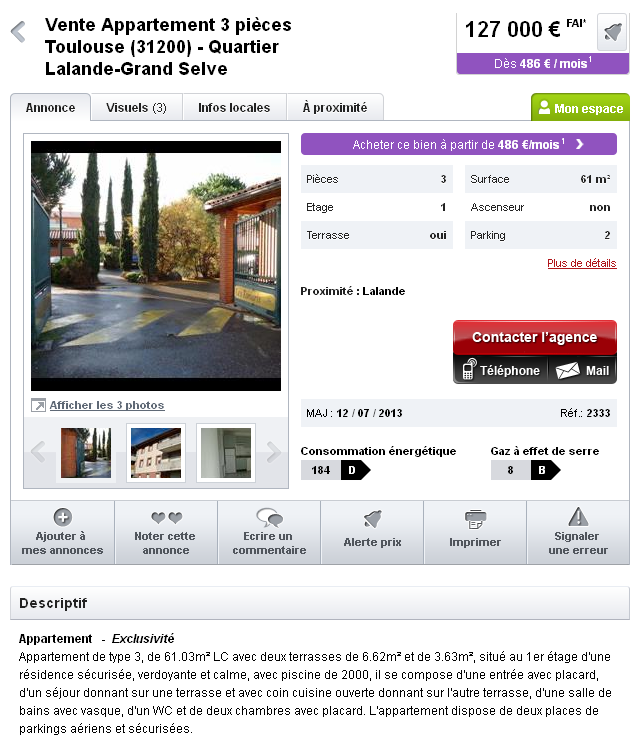 Vente Appartement 3 pièces
Toulouse (31200) - Quartier
Lalande-Grand Selve
127 000 € FAI*
Dès 486 € / mois¹
Annonce
Visuels (3)
Infos locales
À proximité
Mon espace
Acheter ce bien à partir de 486 €/mois¹
Pièces 3
Surface 61 m²
Etage 1
Ascenseur non
Terrasse oui
Parking 2
Plus de détails
Proximité : Lalande
Contacter l'agence
Téléphone
Mail
Afficher les 3 photos
MAJ : 12 / 07 / 2013
Réf.: 2333
Consommation énergétique
184 D
Gaz à effet de serre
8 B
Ajouter à
mes annonces
Noter cette
annonce
Ecrire un
commentaire
Alerte prix
Imprimer
Signaler
une erreur
Descriptif
Appartement - Exclusivité
Appartement de type 3, de 61.03m² LC avec deux terrasses de 6.62m² et de 3.63m², situé au 1er étage d'une
résidence sécurisée, verdoyante et calme, avec piscine de 2000, il se compose d'une entrée avec placard,
d'un séjour donnant sur une terrasse et avec coin cuisine ouverte donnant sur l'autre terrasse, d'une salle de
bains avec vasque, d'un WC et de deux chambres avec placard. L'appartement dispose de deux places de
parkings aériens et sécurisées.